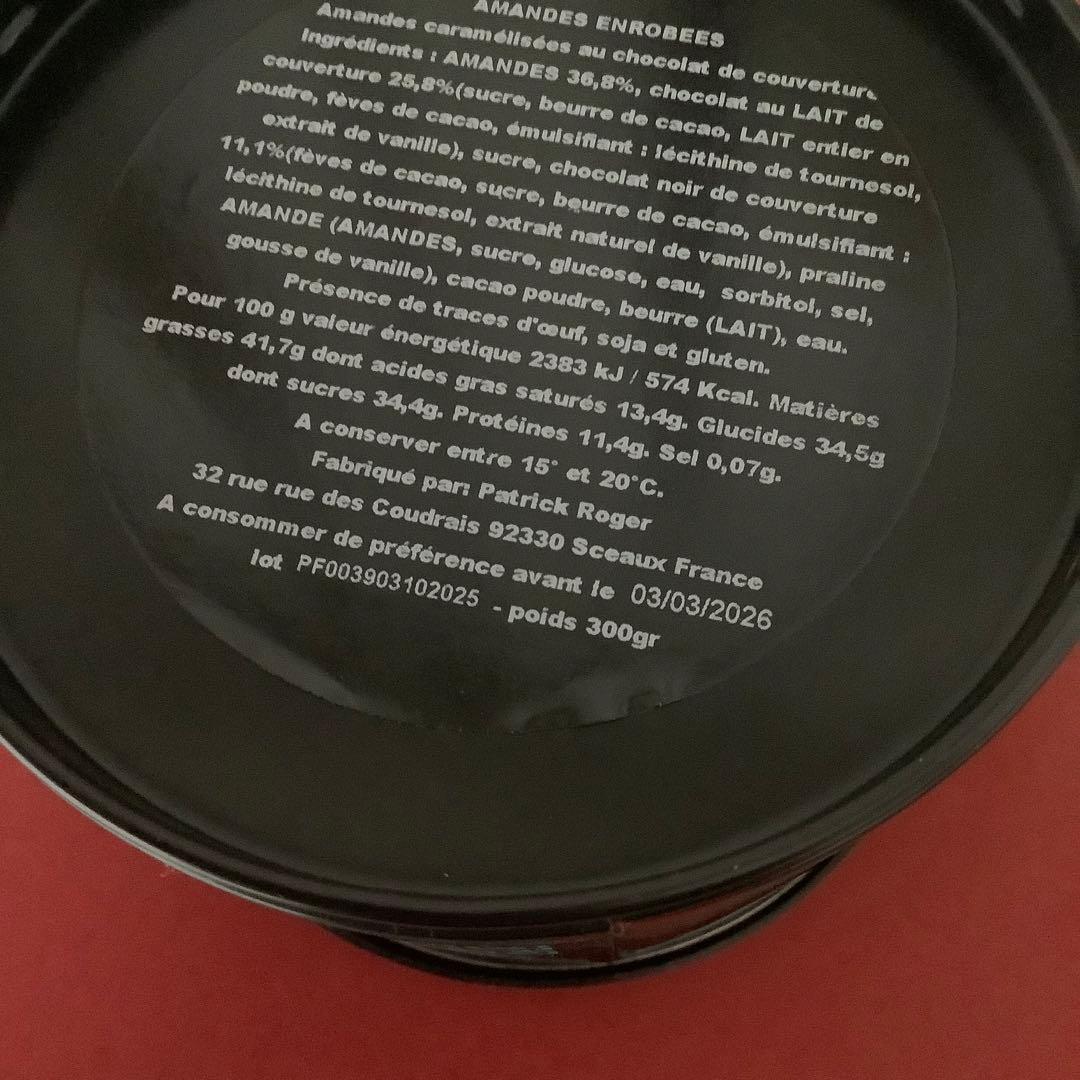 AMANDES ENROBEES
Amandes caramélisées au chocolat de couverture
Ingrédients : AMANDES 36,8%, chocolat au LAIT de
couverture 25,8%(sucre, beurre de cacao, LAIT entier en
poudre, fèves de cacao, émulsifiant : lécithine de tournesol,
extrait de vanille), sucre, chocolat noir de couverture
11,1%(fèves de cacao, sucre, beurre de cacao, émulsifiant :
lécithine de tournesol, extrait naturel de vanille), praline
AMANDE (AMANDES, sucre, glucose, eau, sorbitol, sel,
gousse de vanille), cacao poudre, beurre (LAIT), eau.
Présence de traces d'œuf, soja et gluten.
Pour 100 g valeur énergétique 2383 kJ / 574 Kcal. Matières
grasses 41,7g dont acides gras saturés 13,4g. Glucides 34,5g
dont sucres 34,4g. Protéines 11,4g. Sel 0,07g.
A conserver entre 15° et 20°C.
Fabriqué par: Patrick Roger
32 rue rue des Coudrais 92330 Sceaux France
A consommer de préférence avant le 03/03/2026
lot PF003903102025 - poids 300gr